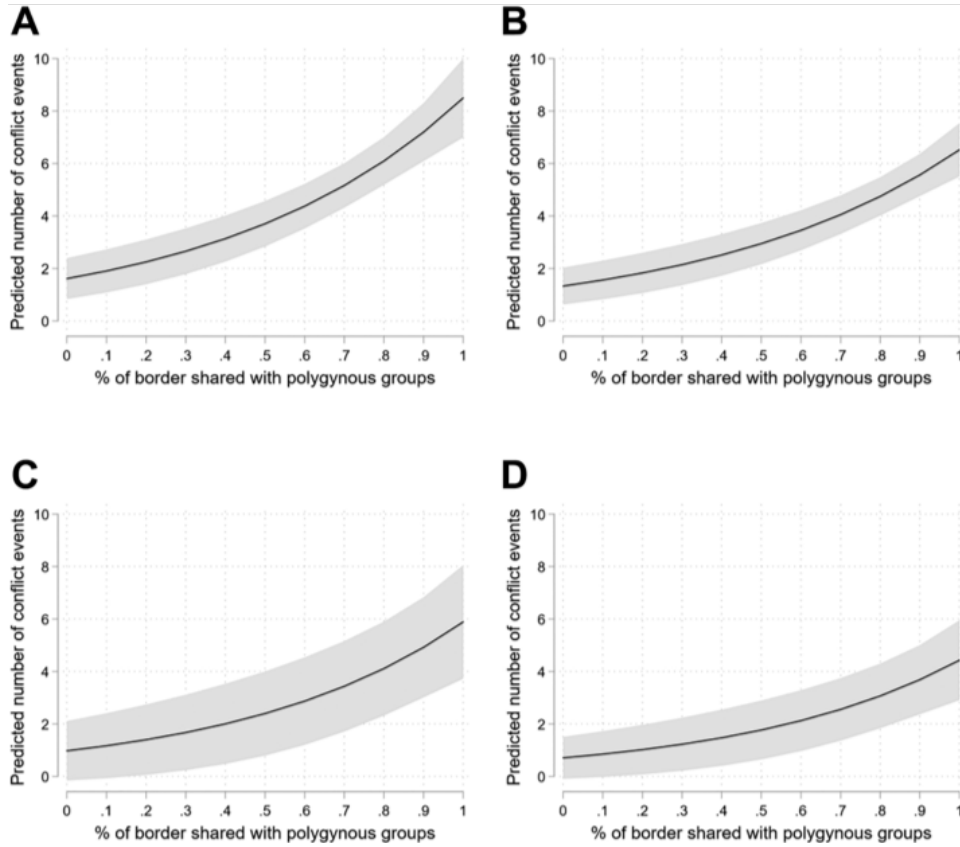 A
Predicted number of conflict events
10
8
6
4
2
0
0 .1 .2 .3 .4 .5 .6 .7 .8 .9 1
% of border shared with polygynous groups
B
Predicted number of conflict events
10
8
6
4
2
0
0 .1 .2 .3 .4 .5 .6 .7 .8 .9 1
% of border shared with polygynous groups
C
Predicted number of conflict events
10
8
6
4
2
0
0 .1 .2 .3 .4 .5 .6 .7 .8 .9 1
% of border shared with polygynous groups
D
Predicted number of conflict events
10
8
6
4
2
0
0 .1 .2 .3 .4 .5 .6 .7 .8 .9 1
% of border shared with polygynous groups